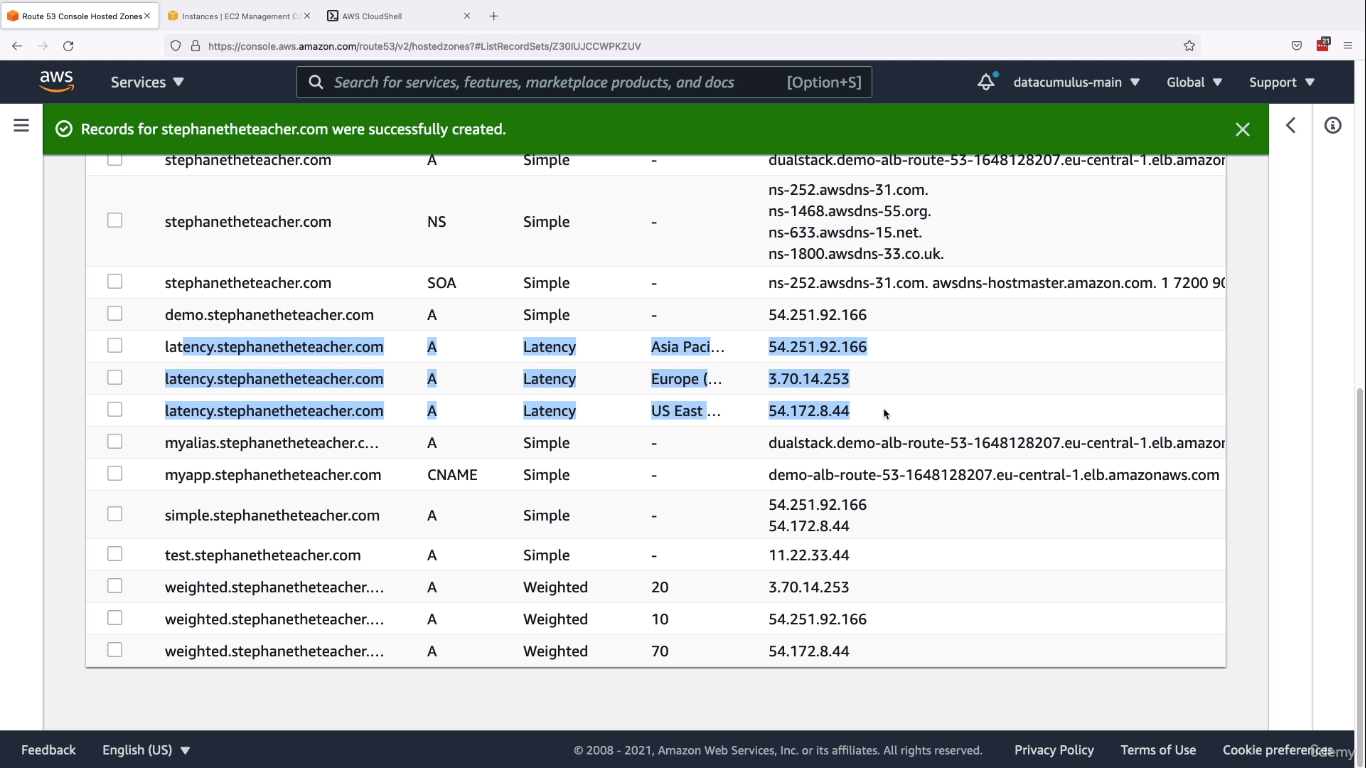 Route 53 Console Hosted Zones
Instances | EC2 Management C
AWS CloudShell
https://console.aws.amazon.com/route53/v2/hostedzones?#ListRecordSets/Z30IUJCCWPKZUV
21
aws
Services
Search for services, features, marketplace products, and docs
[Option+S]
datacumulus-main
Global
Support
Records for stephanetheteacher.com were successfully created.
stephanetheteacher.com A Simple - dualstack.demo-alb-route-53-1648128207.eu-central-1.elb.amazor
ns-252.awsdns-31.com.
ns-1468.awsdns-55.org.
stephanetheteacher.com NS Simple -
ns-633.awsdns-15.net.
ns-1800.awsdns-33.co.uk.
stephanetheteacher.com SOA Simple - ns-252.awsdns-31.com. awsdns-hostmaster.amazon.com. 1 7200 90
demo.stephanetheteacher.com A Simple - 54.251.92.166
latency.stephanetheteacher.com A Latency Asia Paci... 54.251.92.166
latency.stephanetheteacher.com A Latency Europe (... 3.70.14.253
latency.stephanetheteacher.com A Latency US East ... 54.172.8.44
myalias.stephanetheteacher.c... A Simple - dualstack.demo-alb-route-53-1648128207.eu-central-1.elb.amazor
myapp.stephanetheteacher.com CNAME Simple - demo-alb-route-53-1648128207.eu-central-1.elb.amazonaws.com
54.251.92.166
simple.stephanetheteacher.com A Simple -
54.172.8.44
test.stephanetheteacher.com A Simple - 11.22.33.44
weighted.stephanetheteacher.... A Weighted 20 3.70.14.253
weighted.stephanetheteacher.... A Weighted 10 54.251.92.166
weighted.stephanetheteacher.... A Weighted 70 54.172.8.44
Feedback
English (US)
© 2008 - 2021, Amazon Web Services, Inc. or its affiliates. All rights reserved.
Privacy Policy
Terms of Use
Cookie preferences
Udemy